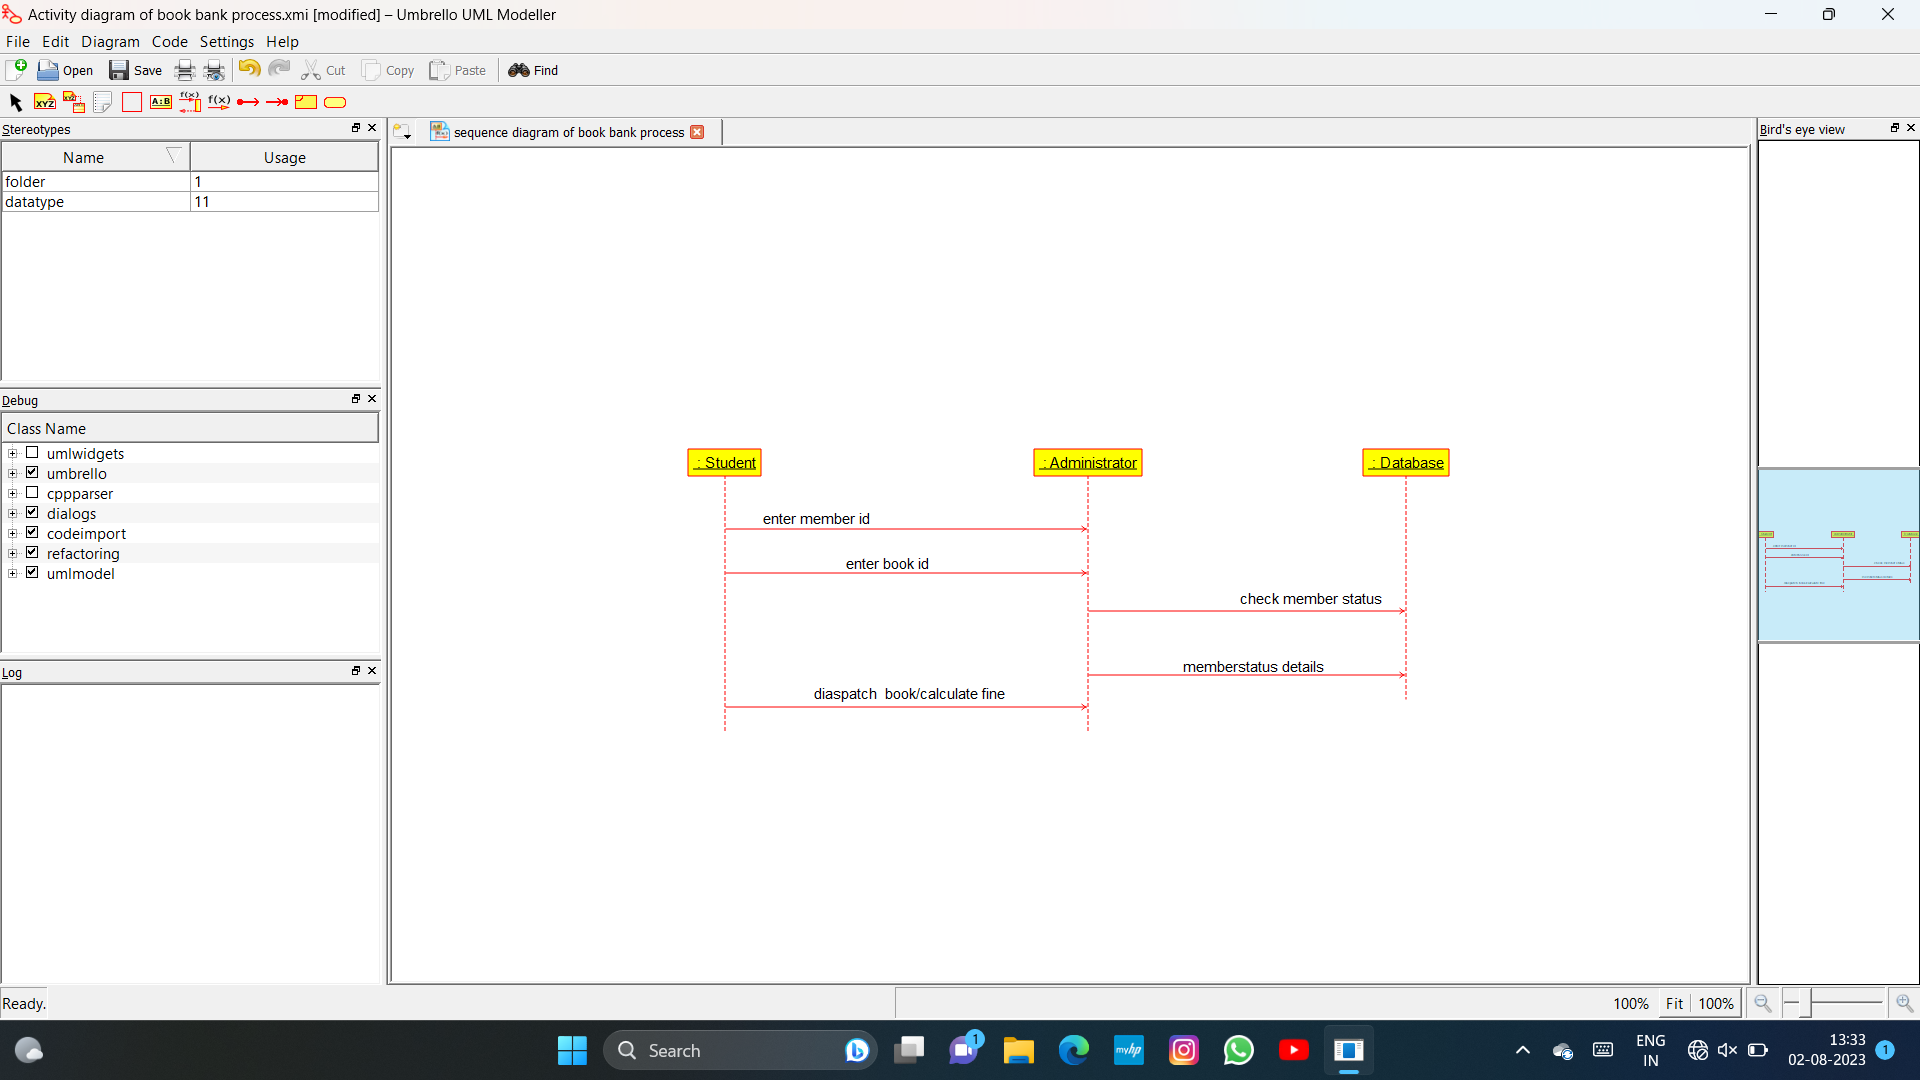 Activity diagram of book bank process.xmi [modified] – Umbrello UML Modeller
File Edit Diagram Code Settings Help
Open Save Cut Copy Paste Find
XYZ A:B f(x) f(x)
Stereotypes
Name Usage
folder 1
datatype 11
Debug
Class Name
umlwidgets
umbrello
cppparser
dialogs
codeimport
refactoring
umlmodel
Log
sequence diagram of book bank process
: Student
: Administrator
: Database
enter member id
enter book id
check member status
memberstatus details
diaspatch  book/calculate fine
Bird's eye view
Ready.
100% Fit 100%
Search
1
myhp
ENG
IN
13:33
02-08-2023
1